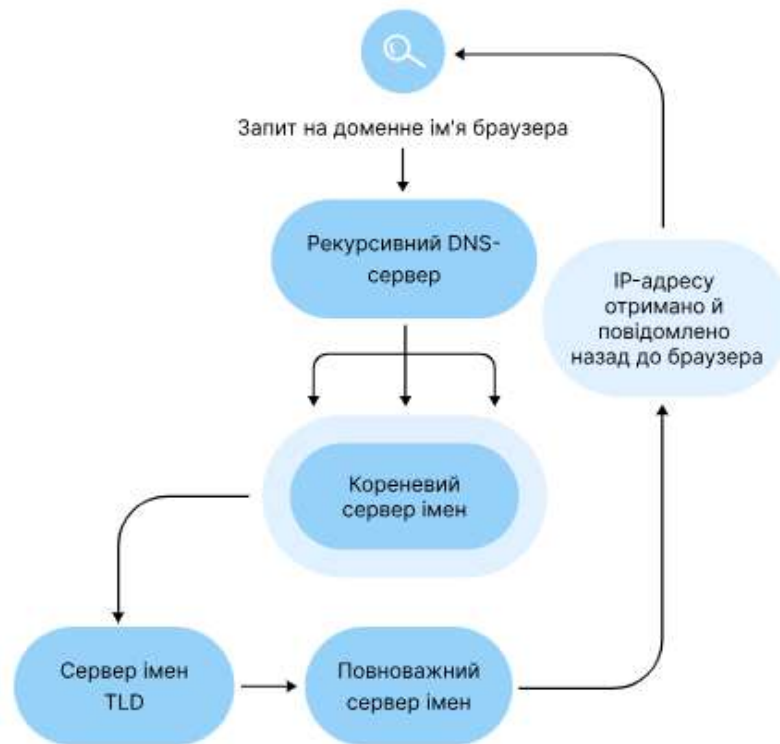 Запит на доменне ім'я браузера
Рекурсивний DNS-
сервер
IP-адресу
отримано й
повідомлено
назад до браузера
Кореневий
сервер імен
Сервер імен
TLD
Повноважний
сервер імен